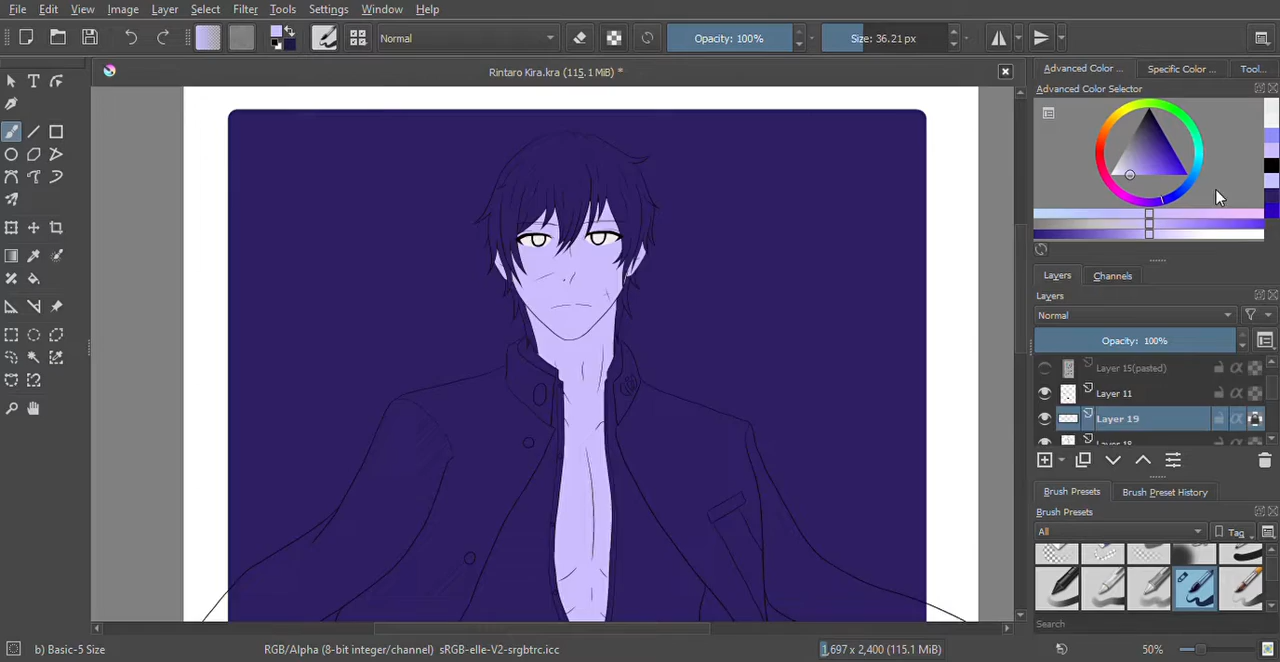 File Edit View Image Layer Select Filter Tools Settings Window Help
Normal
Opacity: 100%
Size: 36.21 px
Rintaro Kira.kra (115.1 MiB) *
Advanced Color ... Specific Color ... Tool...
Advanced Color Selector
Layers Channels
Layers
Normal
Opacity: 100%
Layer 15(pasted)
Layer 11
Layer 19
Layer 18
Brush Presets Brush Preset History
Brush Presets
All Tag
Search
b) Basic-5 Size RGB/Alpha (8-bit integer/channel) sRGB-elle-V2-srgbtrc.icc 1,697 x 2,400 (115.1 MiB) 50%